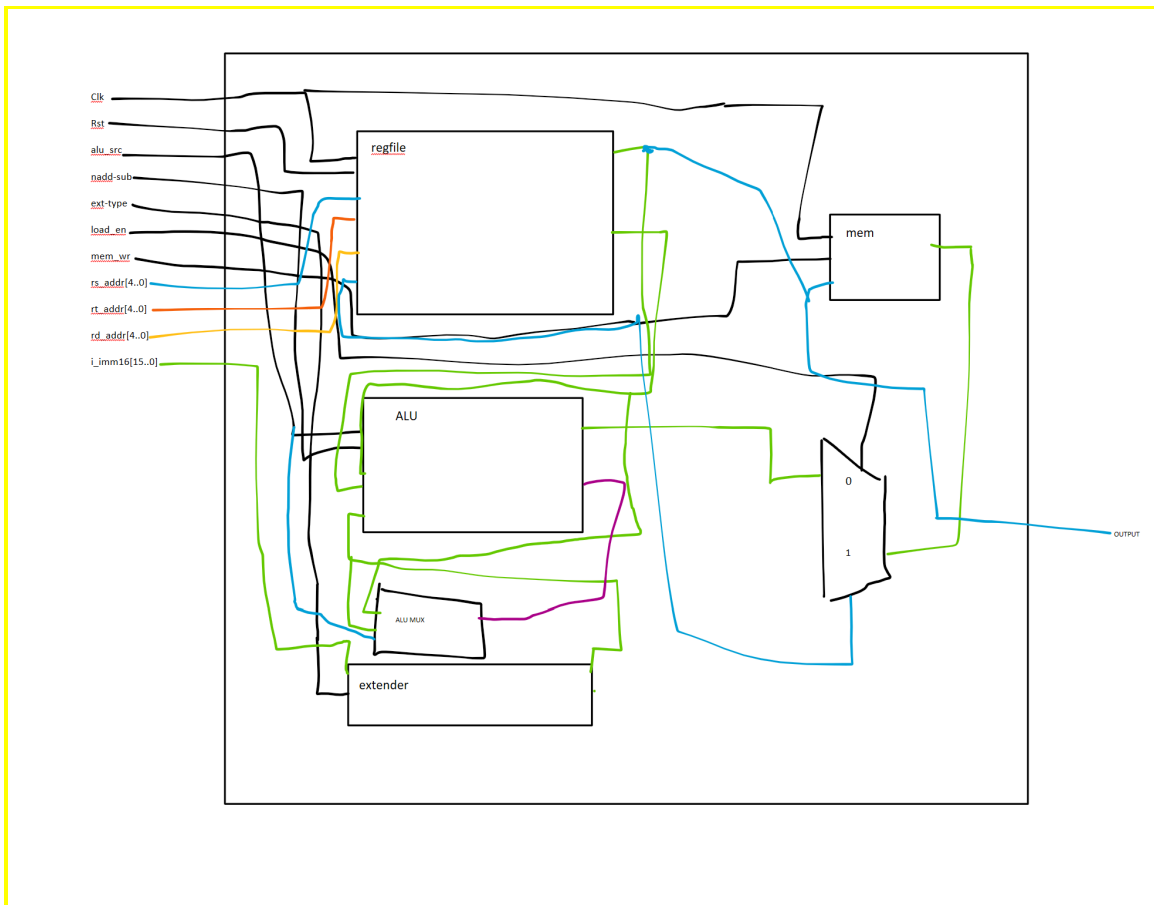 Clk
Rst
alu_src
nadd-sub
ext-type
load_en
mem_wr
rs_addr[4..0]
rt_addr[4..0]
rd_addr[4..0]
i_imm16[15..0]
regfile
mem
ALU
0
1
OUTPUT
ALU MUX
extender